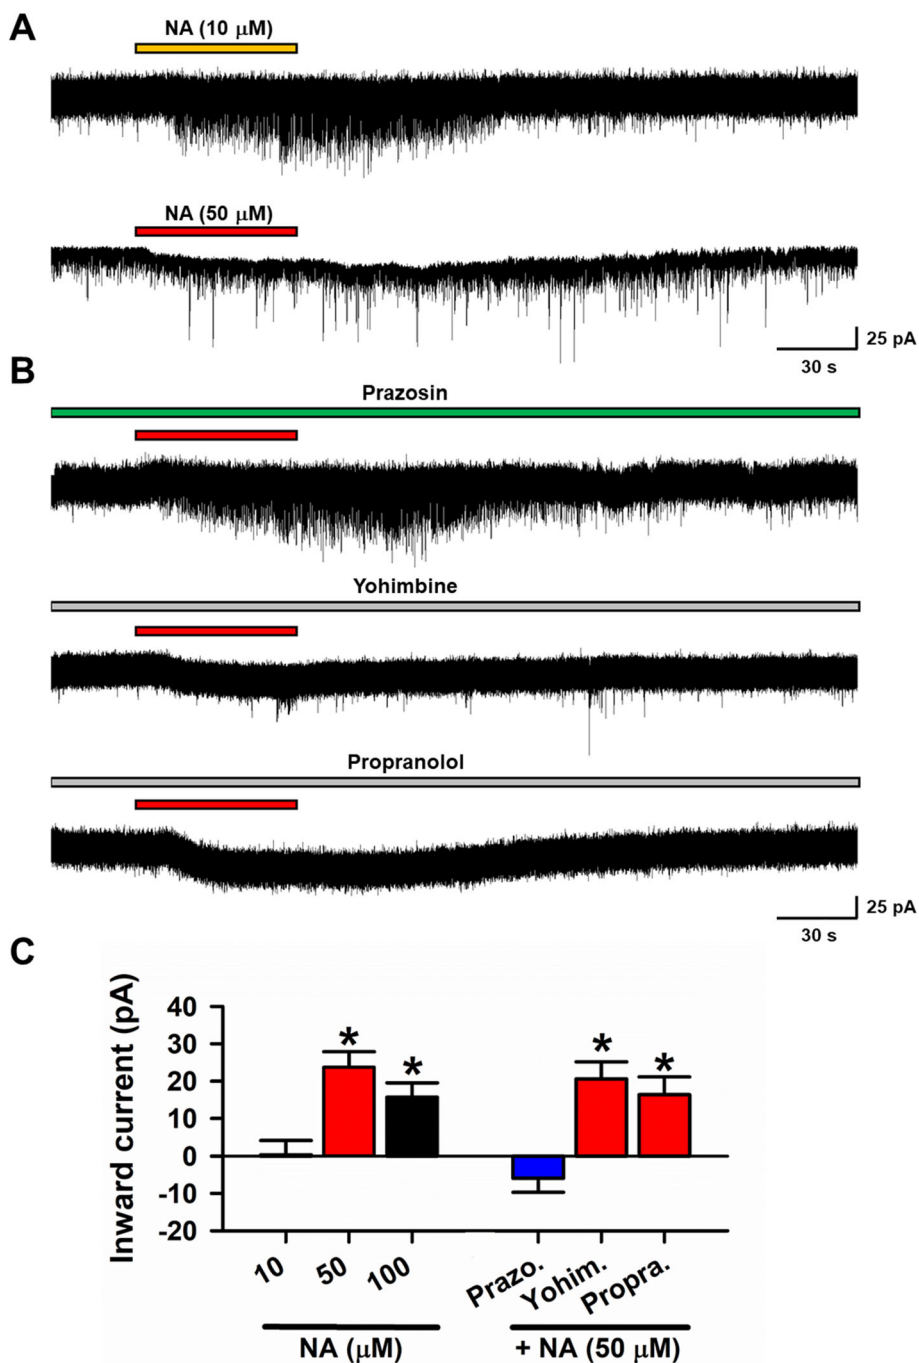 A
NA (10 μM)
NA (50 μM)
25 pA
30 s
B
Prazosin
Yohimbine
Propranolol
25 pA
30 s
C
Inward current (pA)
40
30
20
10
0
-10
-20
*
*
*
*
10
50
100
Prazo.
Yohim.
Propra.
NA (μM)
+ NA (50 μM)